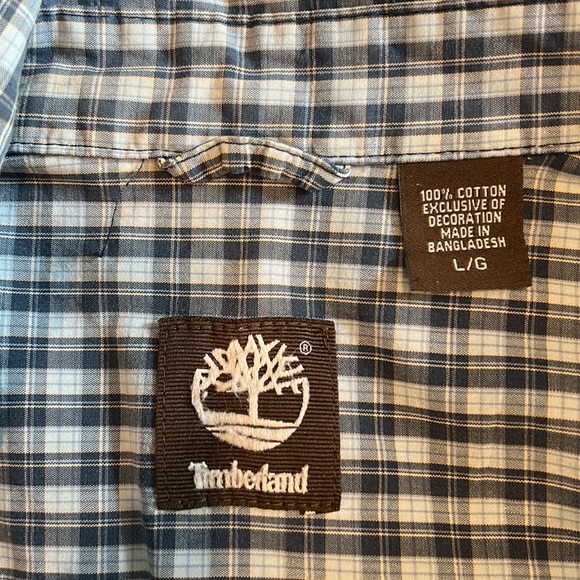 100% COTTON
EXCLUSIVE OF
DECORATION
MADE IN
BANGLADESH
L/G
®
Timberland